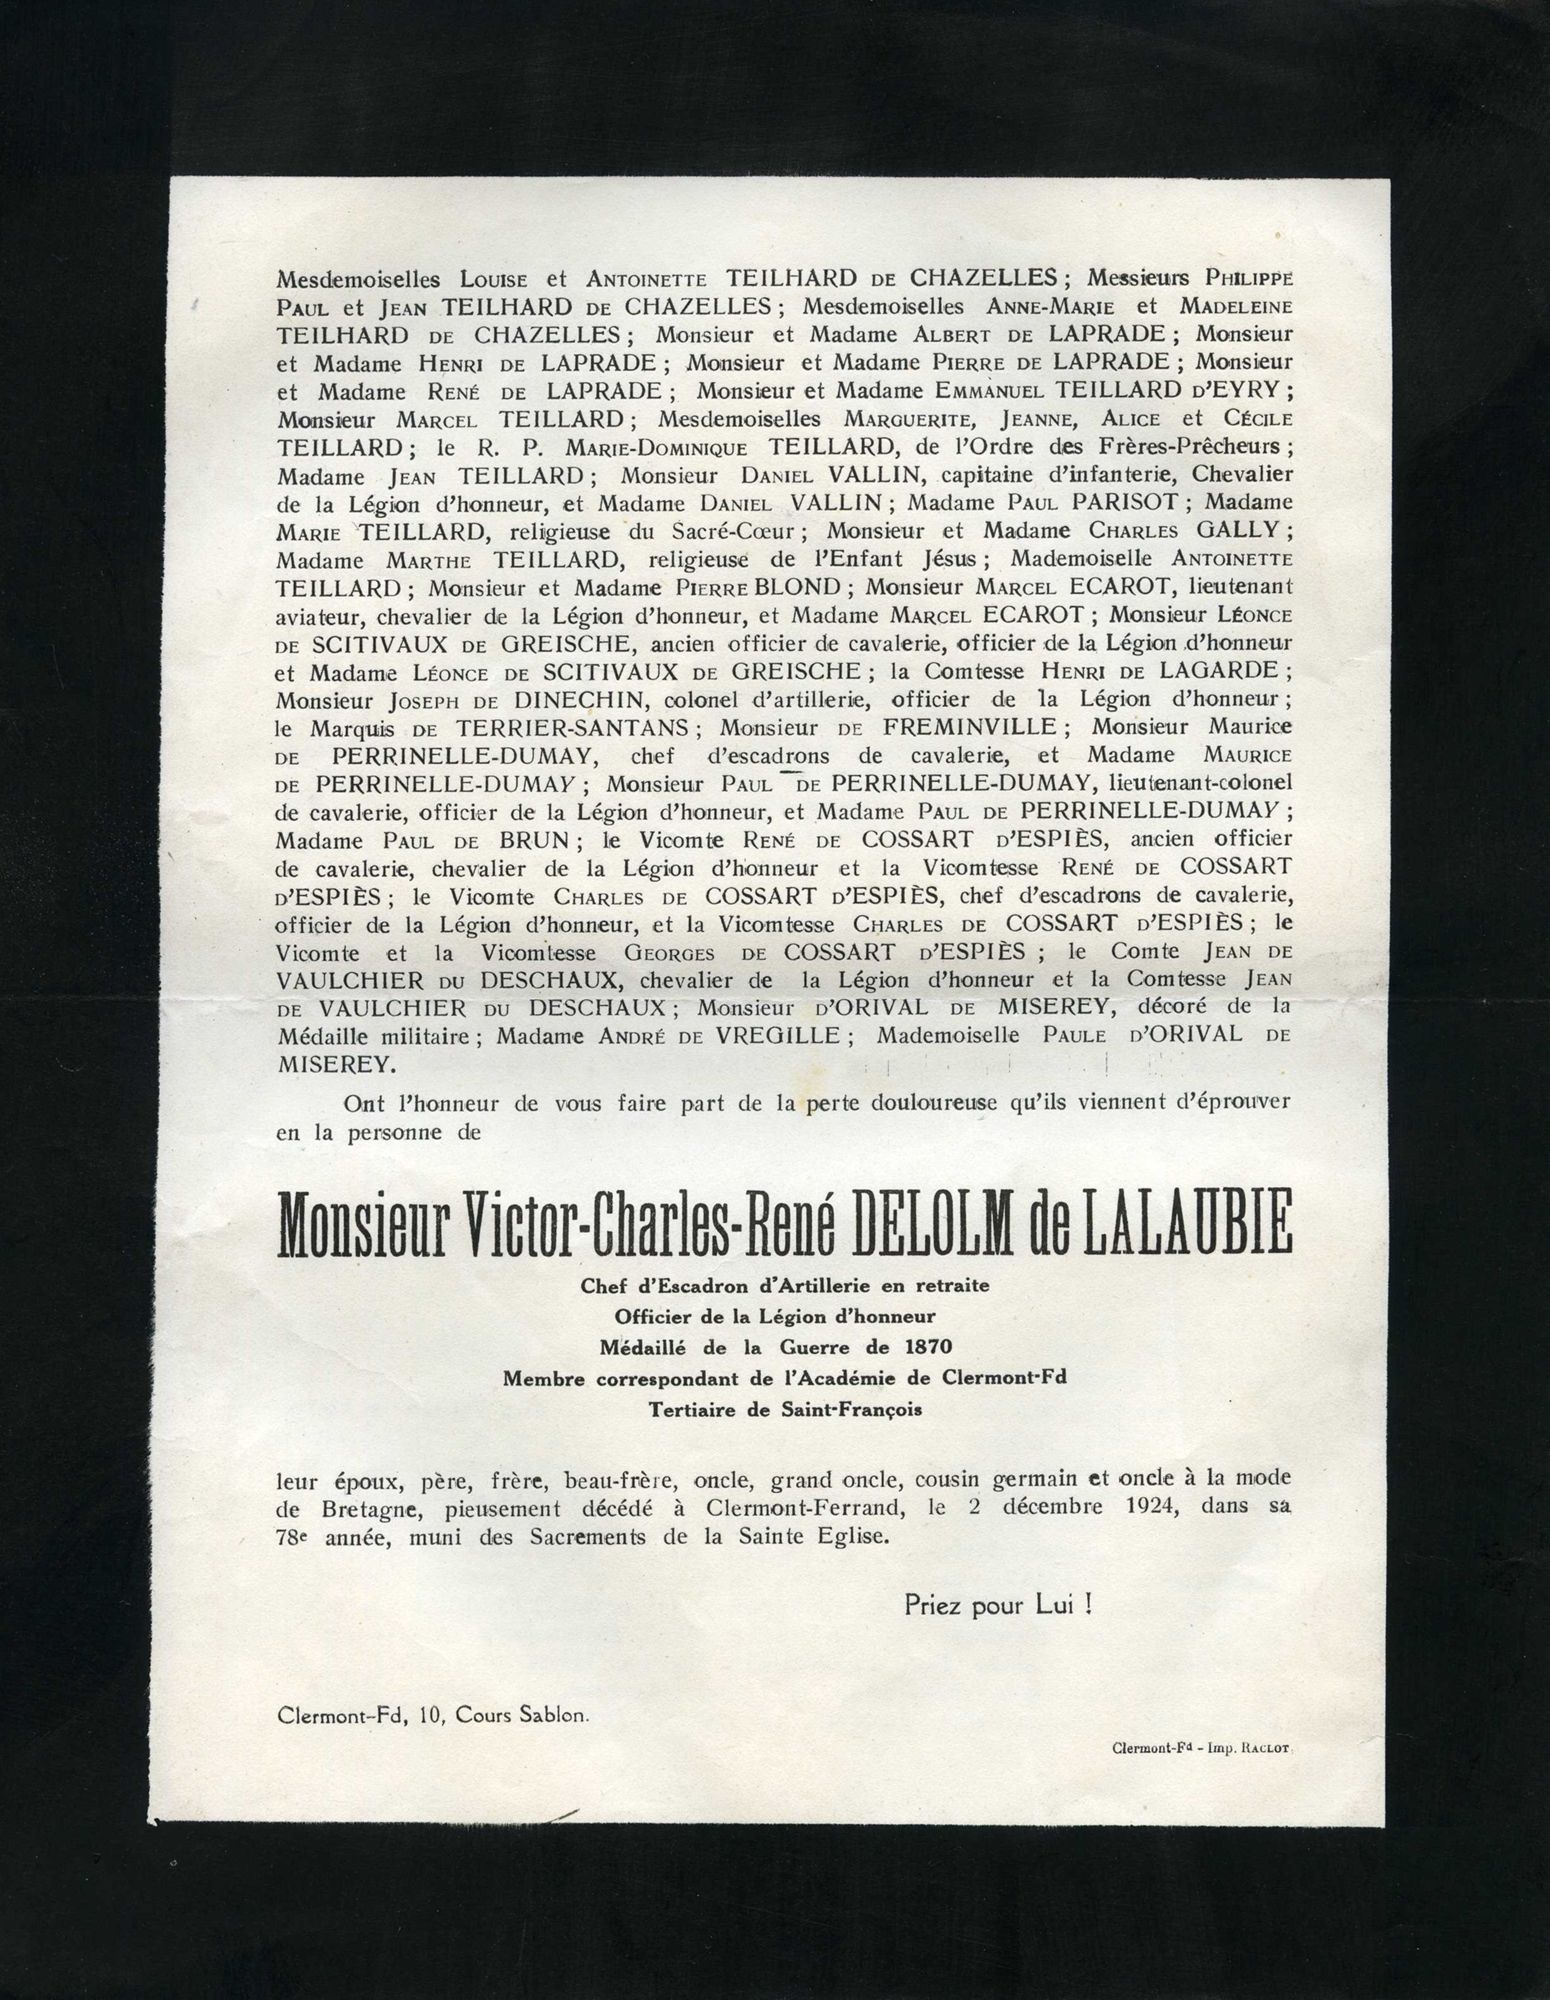 Mesdemoiselles Louise et Antoinette TEILHARD DE CHAZELLES ; Messieurs Philippe
Paul et Jean TEILHARD DE CHAZELLES ; Mesdemoiselles Anne-Marie et Madeleine
TEILHARD DE CHAZELLES ; Monsieur et Madame Albert DE LAPRADE ; Monsieur
et Madame Henri DE LAPRADE ; Monsieur et Madame Pierre DE LAPRADE ; Monsieur
et Madame René DE LAPRADE ; Monsieur et Madame Emmanuel TEILLARD D'EYRY ;
Monsieur Marcel TEILLARD ; Mesdemoiselles Marguerite, Jeanne, Alice et Cécile
TEILLARD ; le R. P. Marie-Dominique TEILLARD, de l'Ordre des Frères-Prêcheurs ;
Madame Jean TEILLARD ; Monsieur Daniel VALLIN, capitaine d'infanterie, Chevalier
de la Légion d'honneur, et Madame Daniel VALLIN ; Madame Paul PARISOT ; Madame
Marie TEILLARD, religieuse du Sacré-Cœur ; Monsieur et Madame Charles GALLY ;
Madame Marthe TEILLARD, religieuse de l'Enfant Jésus ; Mademoiselle Antoinette
TEILLARD ; Monsieur et Madame Pierre BLOND ; Monsieur Marcel ECAROT, lieutenant
aviateur, chevalier de la Légion d'honneur, et Madame Marcel ECAROT ; Monsieur Léonce
DE SCITIVAUX DE GREISCHE, ancien officier de cavalerie, officier de la Légion d'honneur
et Madame Léonce DE SCITIVAUX DE GREISCHE ; la Comtesse Henri DE LAGARDE ;
Monsieur Joseph DE DINECHIN, colonel d'artillerie, officier de la Légion d'honneur ;
le Marquis DE TERRIER-SANTANS ; Monsieur DE FREMINVILLE ; Monsieur Maurice
DE PERRINELLE-DUMAY, chef d'escadrons de cavalerie, et Madame Maurice
DE PERRINELLE-DUMAY ; Monsieur Paul DE PERRINELLE-DUMAY, lieutenant-colonel
de cavalerie, officier de la Légion d'honneur, et Madame Paul DE PERRINELLE-DUMAY ;
Madame Paul DE BRUN ; le Vicomte René DE COSSART D'ESPIÈS, ancien officier
de cavalerie, chevalier de la Légion d'honneur et la Vicomtesse René DE COSSART
D'ESPIÈS ; le Vicomte Charles DE COSSART D'ESPIÈS, chef d'escadrons de cavalerie,
officier de la Légion d'honneur, et la Vicomtesse Charles DE COSSART D'ESPIÈS ; le
Vicomte et la Vicomtesse Georges DE COSSART D'ESPIÈS ; le Comte Jean DE
VAULCHIER DU DESCHAUX, chevalier de la Légion d'honneur et la Comtesse Jean
DE VAULCHIER DU DESCHAUX ; Monsieur D'ORIVAL DE MISEREY, décoré de la
Médaille militaire ; Madame André DE VREGILLE ; Mademoiselle Paule D'ORIVAL DE
MISEREY.
Ont l'honneur de vous faire part de la perte douloureuse qu'ils viennent d'éprouver
en la personne de
Monsieur Victor-Charles-René DELOLM de LALAUBIE
Chef d'Escadron d'Artillerie en retraite
Officier de la Légion d'honneur
Médaillé de la Guerre de 1870
Membre correspondant de l'Académie de Clermont-Fd
Tertiaire de Saint-François
leur époux, père, frère, beau-frère, oncle, grand oncle, cousin germain et oncle à la mode
de Bretagne, pieusement décédé à Clermont-Ferrand, le 2 décembre 1924, dans sa
78e année, muni des Sacrements de la Sainte Eglise.
Priez pour Lui !
Clermont-Fd, 10, Cours Sablon.
Clermont-Fd - Imp. Raclot.